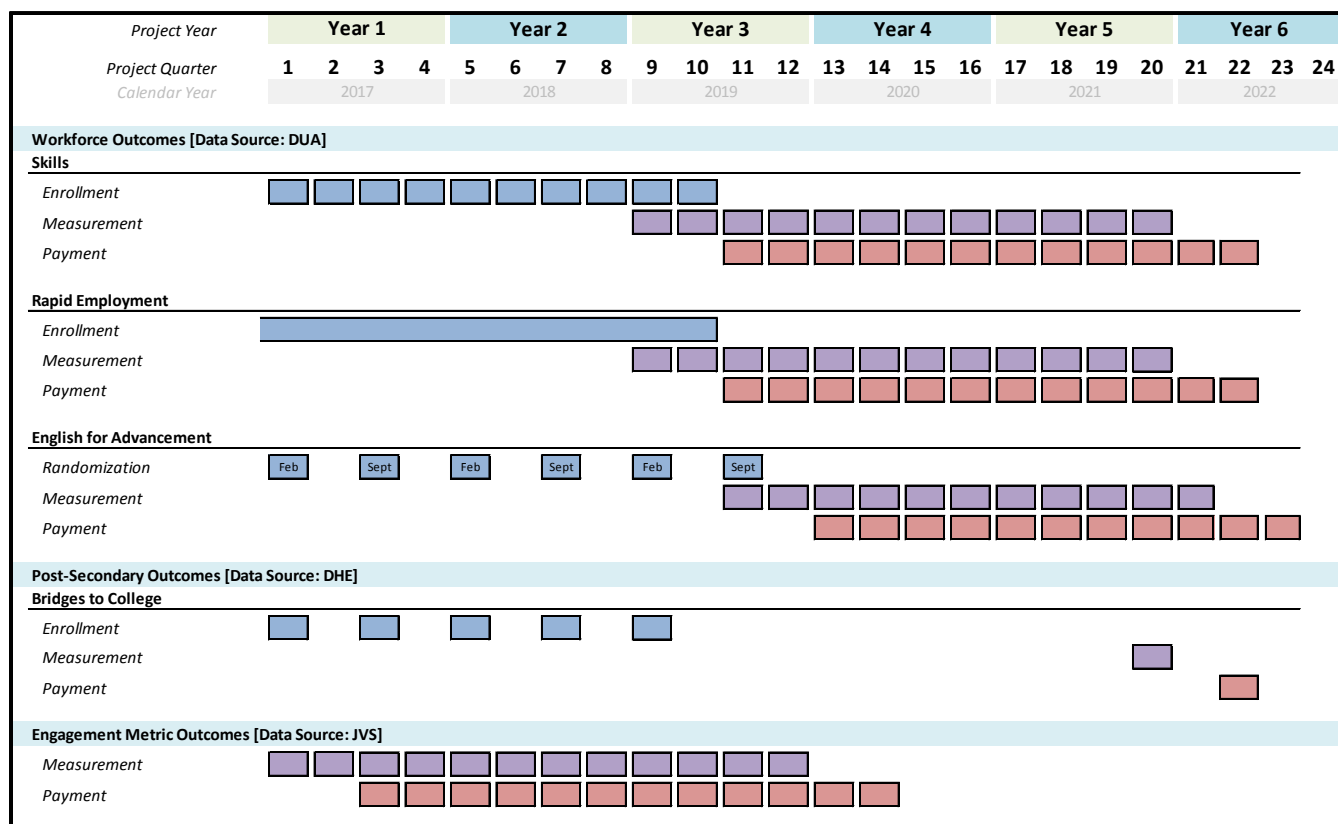 Project Year Year 1 Year 2 Year 3 Year 4 Year 5 Year 6
Project Quarter 1 2 3 4 5 6 7 8 9 10 11 12 13 14 15 16 17 18 19 20 21 22 23 24
Calendar Year 2017 2018 2019 2020 2021 2022
Workforce Outcomes [Data Source: DUA]
Skills
Enrollment
Measurement
Payment
Rapid Employment
Enrollment
Measurement
Payment
English for Advancement
Randomization Feb Sept Feb Sept Feb Sept
Measurement
Payment
Post-Secondary Outcomes [Data Source: DHE]
Bridges to College
Enrollment
Measurement
Payment
Engagement Metric Outcomes [Data Source: JVS]
Measurement
Payment